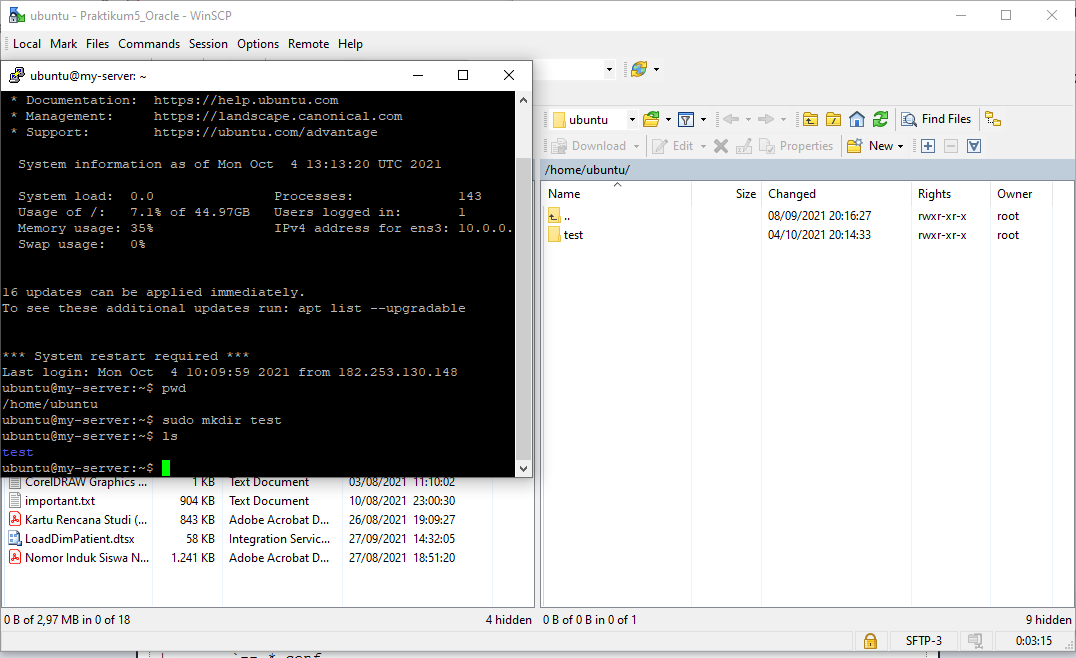 ubuntu - Praktikum5_Oracle - WinSCP
Local Mark Files Commands Session Options Remote Help
ubuntu@my-server: ~
* Documentation:  https://help.ubuntu.com
* Management:     https://landscape.canonical.com
* Support:        https://ubuntu.com/advantage
System information as of Mon Oct  4 13:13:20 UTC 2021
System load:  0.0    Processes:    143
Usage of /:   7.1% of 44.97GB   Users logged in:    1
Memory usage: 35%    IPv4 address for ens3: 10.0.0.
Swap usage:   0%
16 updates can be applied immediately.
To see these additional updates run: apt list --upgradable
*** System restart required ***
Last login: Mon Oct  4 10:09:59 2021 from 182.253.130.148
ubuntu@my-server:~$ pwd
/home/ubuntu
ubuntu@my-server:~$ sudo mkdir test
ubuntu@my-server:~$ ls
test
ubuntu@my-server:~$
CorelDRAW Graphics ... 1 KB Text Document 03/08/2021 11:10:02
important.txt 904 KB Text Document 10/08/2021 23:00:30
Kartu Rencana Studi (... 843 KB Adobe Acrobat D... 26/08/2021 19:09:27
LoadDimPatient.dtsx 58 KB Integration Servic... 27/09/2021 14:32:05
Nomor Induk Siswa N... 1.241 KB Adobe Acrobat D... 27/08/2021 18:51:20
0 B of 2,97 MB in 0 of 18 4 hidden
ubuntu Find Files
Download Edit Properties New
/home/ubuntu/
Name Size Changed Rights Owner
.. 08/09/2021 20:16:27 rwxr-xr-x root
test 04/10/2021 20:14:33 rwxr-xr-x root
0 B of 0 B in 0 of 1 9 hidden
SFTP-3 0:03:15